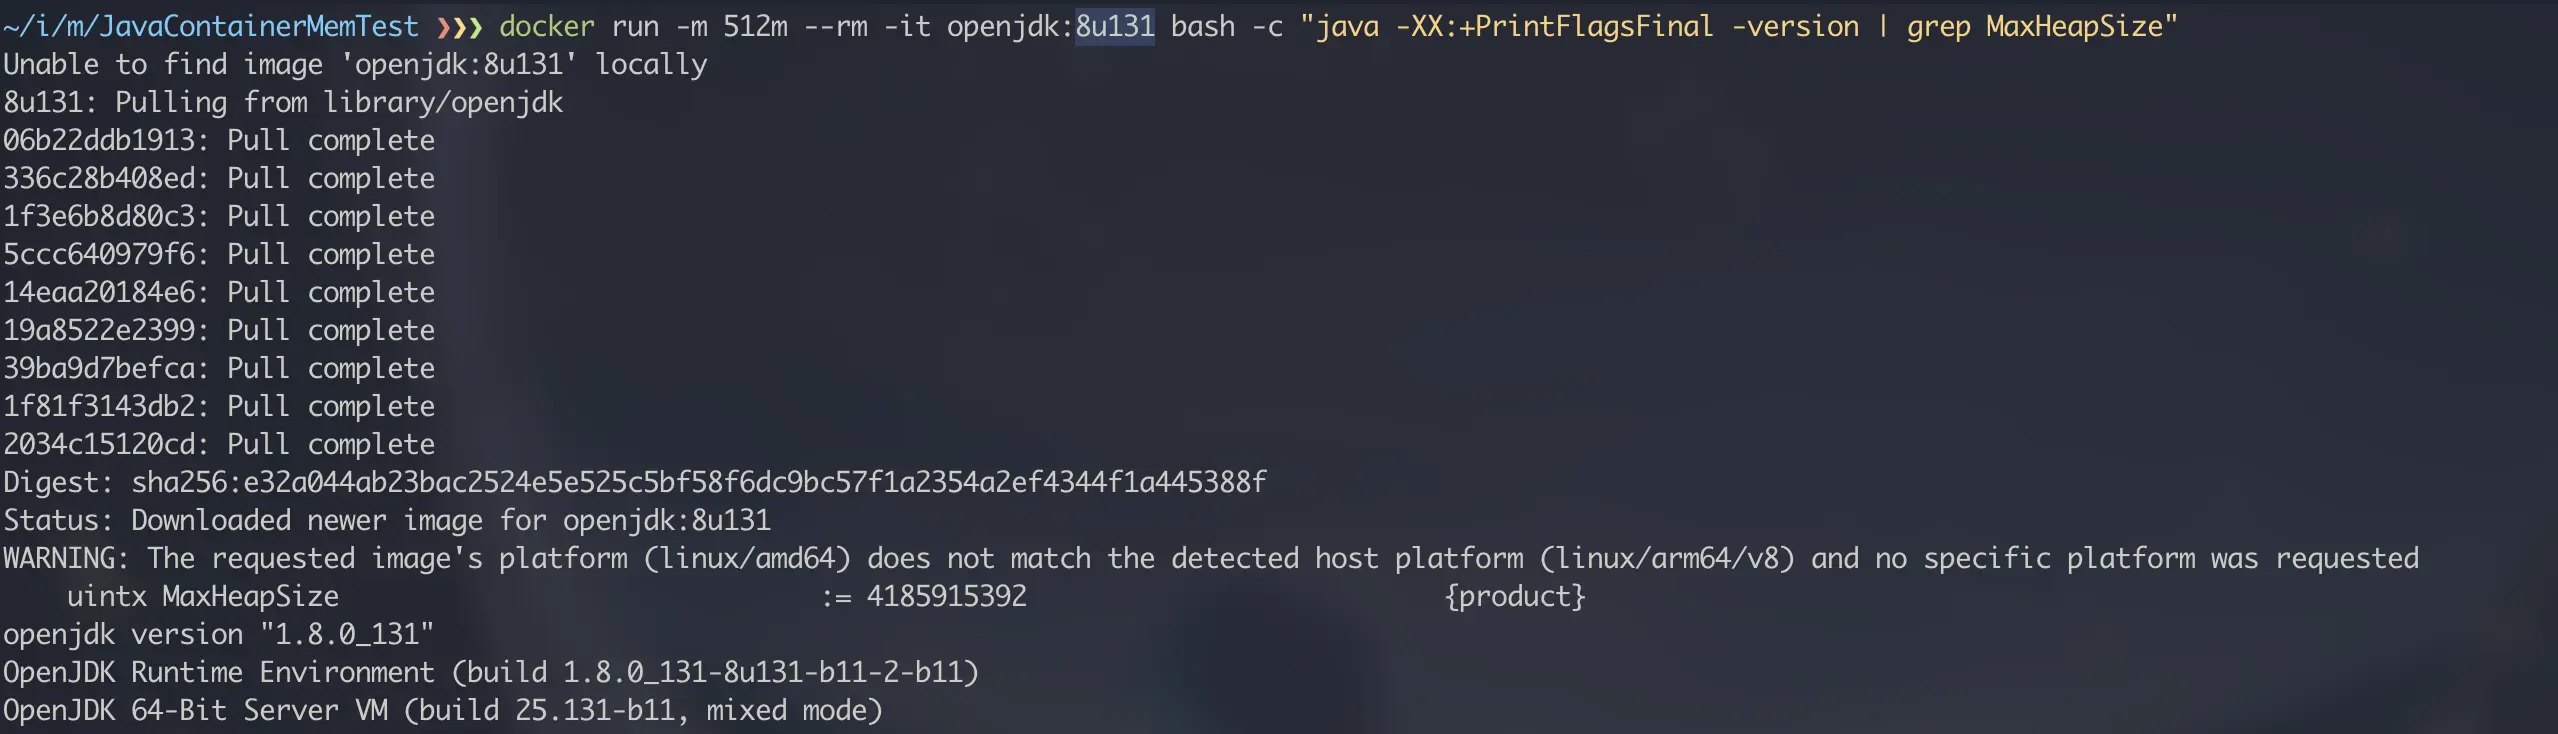 ~/i/m/JavaContainerMemTest ❯❯❯ docker run -m 512m --rm -it openjdk:8u131 bash -c "java -XX:+PrintFlagsFinal -version | grep MaxHeapSize"
Unable to find image 'openjdk:8u131' locally
8u131: Pulling from library/openjdk
06b22ddb1913: Pull complete
336c28b408ed: Pull complete
1f3e6b8d80c3: Pull complete
5ccc640979f6: Pull complete
14eaa20184e6: Pull complete
19a8522e2399: Pull complete
39ba9d7befca: Pull complete
1f81f3143db2: Pull complete
2034c15120cd: Pull complete
Digest: sha256:e32a044ab23bac2524e5e525c5bf58f6dc9bc57f1a2354a2ef4344f1a445388f
Status: Downloaded newer image for openjdk:8u131
WARNING: The requested image's platform (linux/amd64) does not match the detected host platform (linux/arm64/v8) and no specific platform was requested
    uintx MaxHeapSize                              := 4185915392                          {product}
openjdk version "1.8.0_131"
OpenJDK Runtime Environment (build 1.8.0_131-8u131-b11-2-b11)
OpenJDK 64-Bit Server VM (build 25.131-b11, mixed mode)